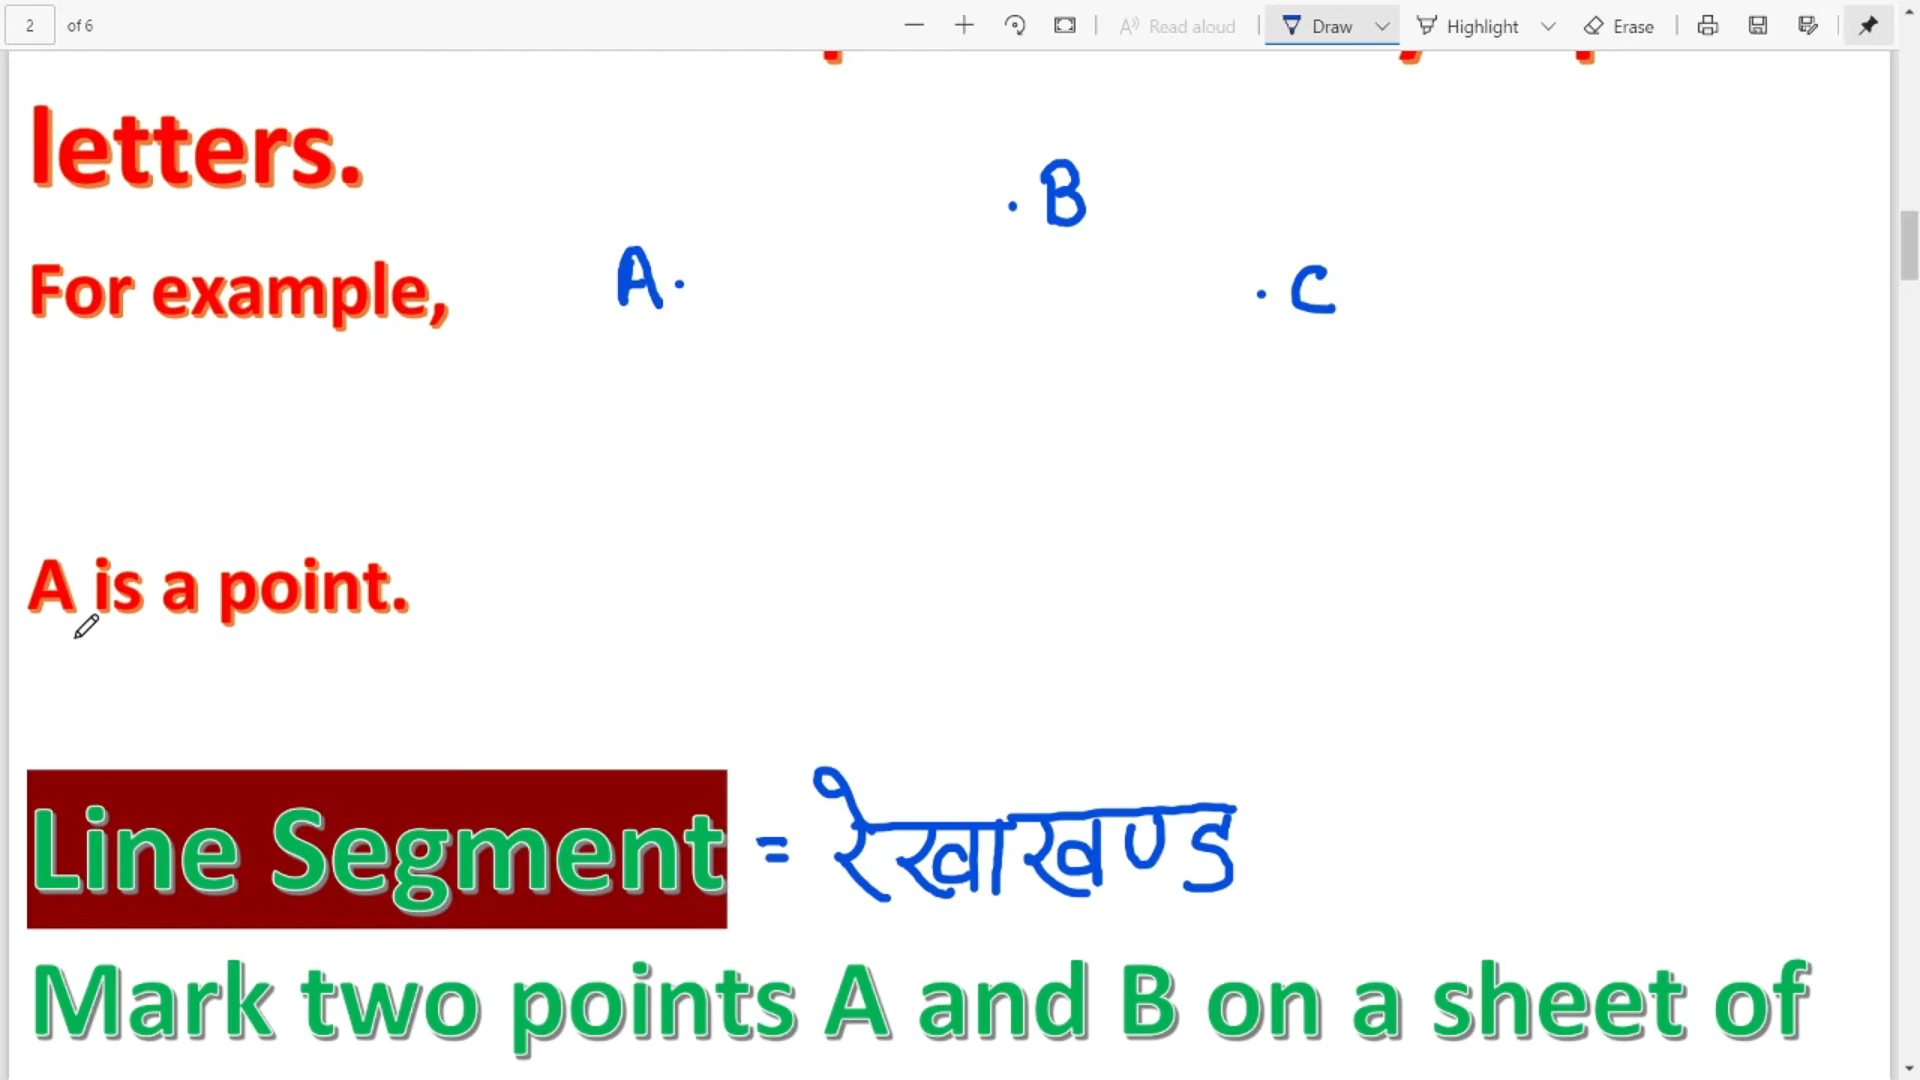 2 of 6 Read aloud Draw Highlight Erase
letters.
. B
For example, A. . C
A is a point.
Line Segment = रेखाखण्ड
Mark two points A and B on a sheet of